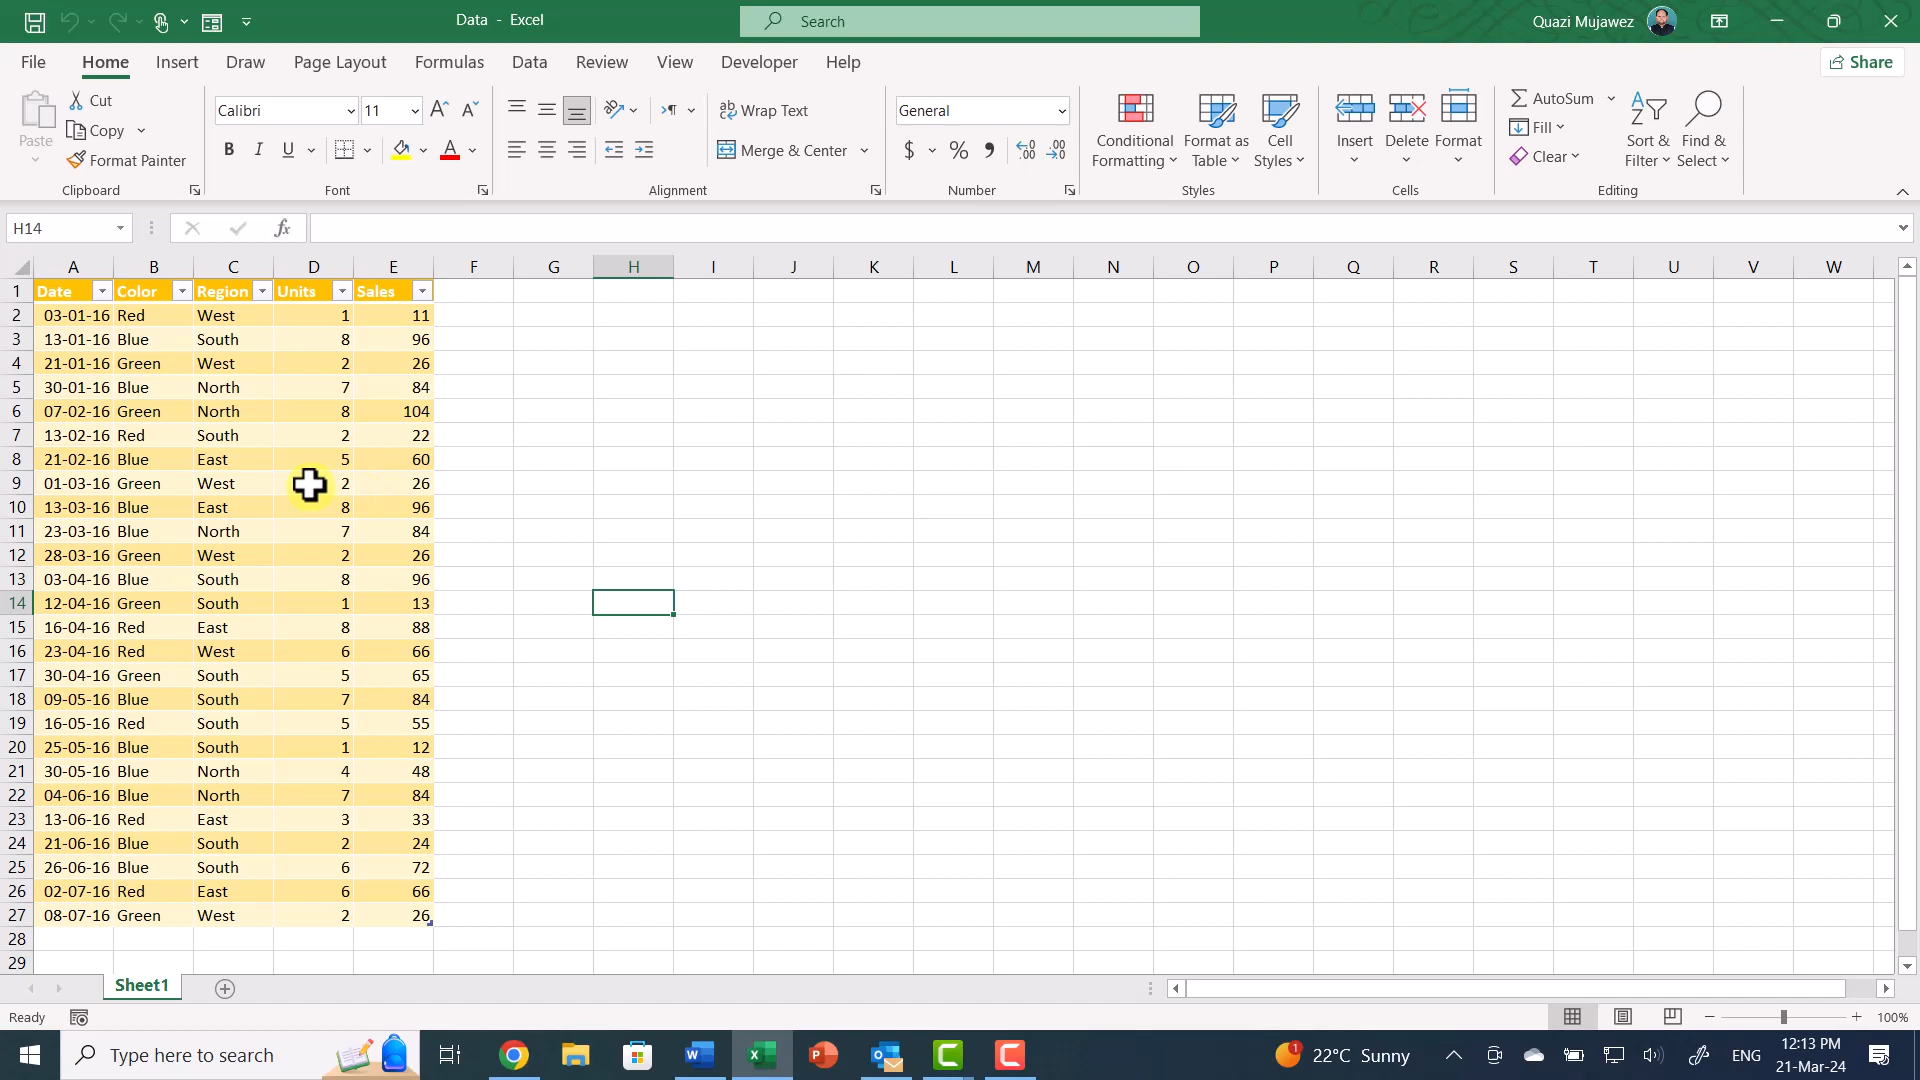 Data - Excel
Search
Quazi Mujawez
File Home Insert Draw Page Layout Formulas Data Review View Developer Help
Share
Paste
Cut
Copy
Format Painter
Clipboard
Calibri 11
B I U
Font
Wrap Text
Merge & Center
Alignment
General
$ % 9
Number
Conditional Formatting
Format as Table
Cell Styles
Styles
Insert Delete Format
Cells
AutoSum
Fill
Clear
Sort & Filter
Find & Select
Editing
H14
fx
A B C D E F G H I J K L M N O P Q R S T U V W
1 Date Color Region Units Sales
2 03-01-16 Red West 1 11
3 13-01-16 Blue South 8 96
4 21-01-16 Green West 2 26
5 30-01-16 Blue North 7 84
6 07-02-16 Green North 8 104
7 13-02-16 Red South 2 22
8 21-02-16 Blue East 5 60
9 01-03-16 Green West 2 26
10 13-03-16 Blue East 8 96
11 23-03-16 Blue North 7 84
12 28-03-16 Green West 2 26
13 03-04-16 Blue South 8 96
14 12-04-16 Green South 1 13
15 16-04-16 Red East 8 88
16 23-04-16 Red West 6 66
17 30-04-16 Green South 5 65
18 09-05-16 Blue South 7 84
19 16-05-16 Red South 5 55
20 25-05-16 Blue South 1 12
21 30-05-16 Blue North 4 48
22 04-06-16 Blue North 7 84
23 13-06-16 Red East 3 33
24 21-06-16 Blue South 2 24
25 26-06-16 Blue South 6 72
26 02-07-16 Red East 6 66
27 08-07-16 Green West 2 26
28
29
Sheet1
Ready
100%
Type here to search
22°C Sunny
ENG
12:13 PM
21-Mar-24